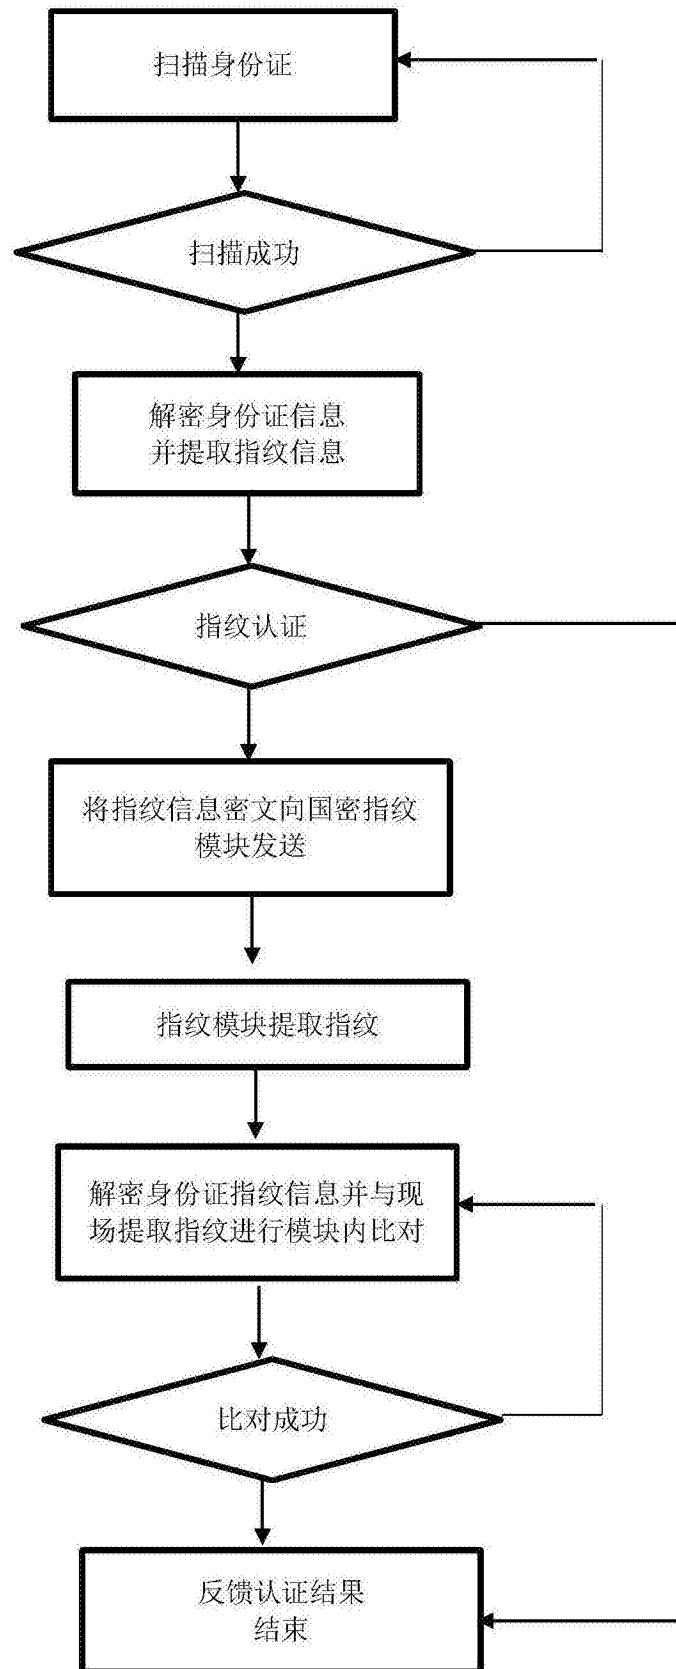 扫描身份证
扫描成功
解密身份证信息
并提取指纹信息
指纹认证
将指纹信息密文向国密指纹
模块发送
指纹模块提取指纹
解密身份证指纹信息并与现
场提取指纹进行模块内比对
比对成功
反馈认证结果
结束